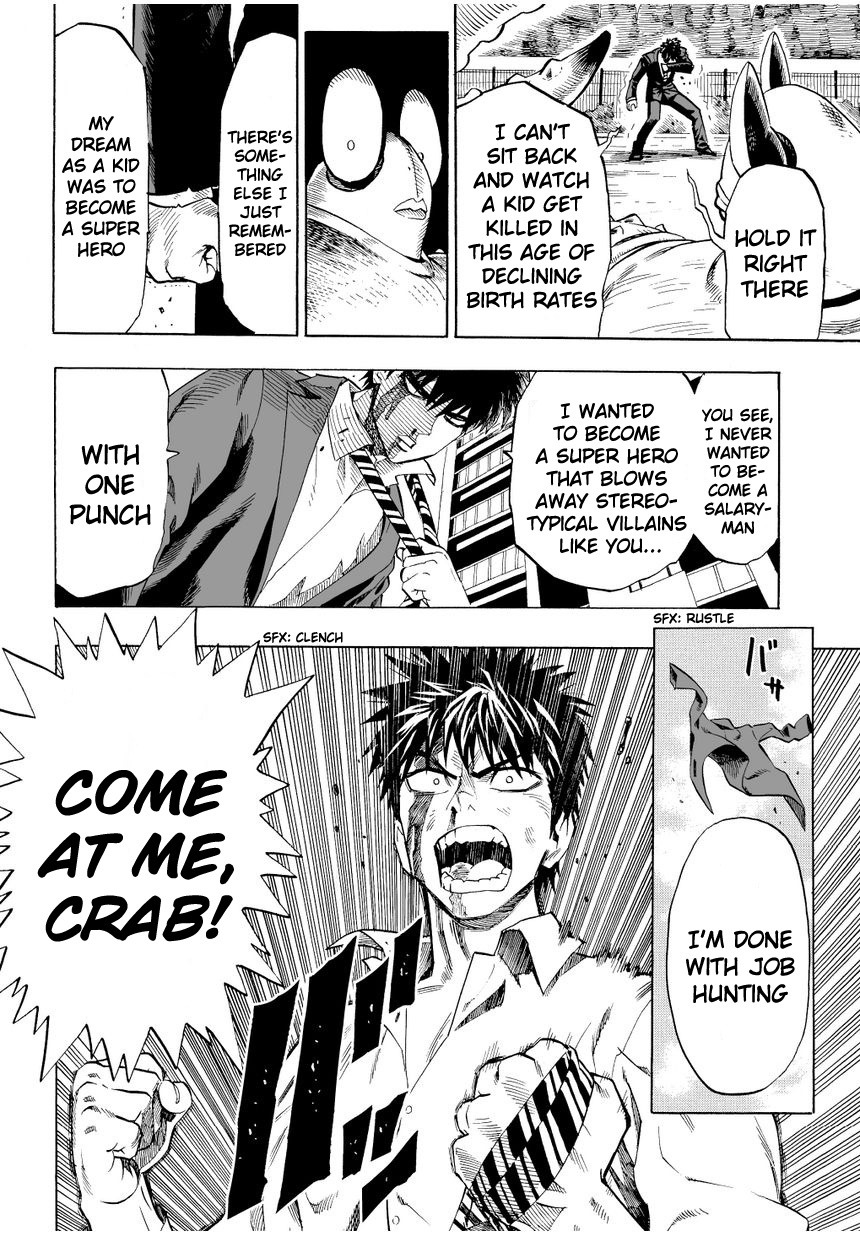 HOLD IT
RIGHT
THERE
I CAN'T
SIT BACK
AND WATCH
A KID GET
KILLED IN
THIS AGE OF
DECLINING
BIRTH RATES
THERE'S
SOME-
THING
ELSE I
JUST
REMEM-
BERED
MY
DREAM
AS A KID
WAS TO
BECOME
A SUPER
HERO
YOU SEE,
I NEVER
WANTED
TO BE-
COME A
SALARY-
MAN
I WANTED
TO BECOME
A SUPER HERO
THAT BLOWS
AWAY STEREO-
TYPICAL VILLAINS
LIKE YOU...
WITH
ONE
PUNCH
SFX: RUSTLE
バサ
I'M DONE
WITH JOB
HUNTING
SFX: CLENCH
COME
AT ME,
CRAB!